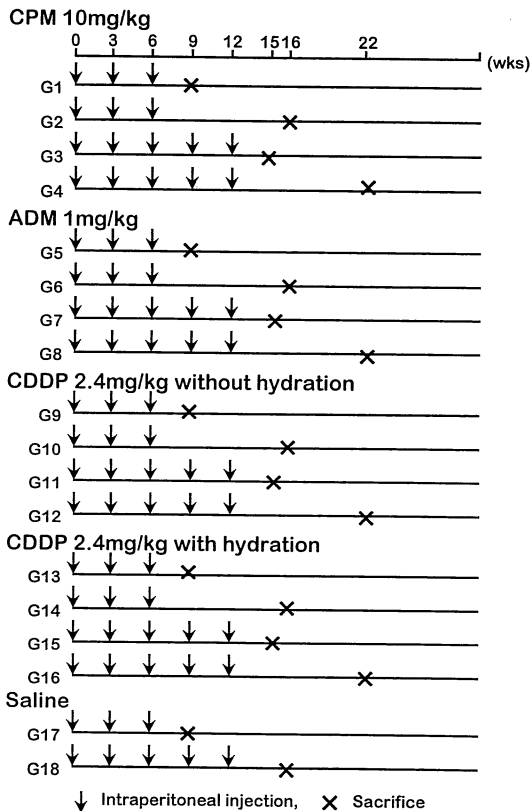 CPM 10mg/kg
0 3 6 9 12 15 16 22
(wks)
G1
G2
G3
G4
ADM 1mg/kg
G5
G6
G7
G8
CDDP 2.4mg/kg without hydration
G9
G10
G11
G12
CDDP 2.4mg/kg with hydration
G13
G14
G15
G16
Saline
G17
G18
Intraperitoneal injection, Sacrifice